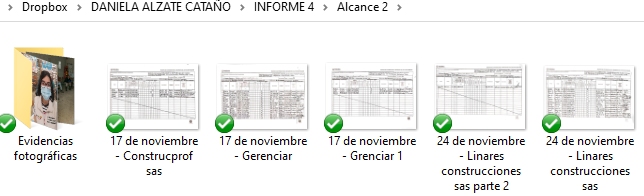 Dropbox > DANIELA ALZATE CATAÑO > INFORME 4 > Alcance 2 >
Evidencias
fotográficas
17 de noviembre
- Construcprof
sas
17 de noviembre
- Gerenciar
17 de noviembre
- Grenciar 1
24 de noviembre
- Linares
construcciones
sas parte 2
24 de noviembre
- Linares
construcciones
sas